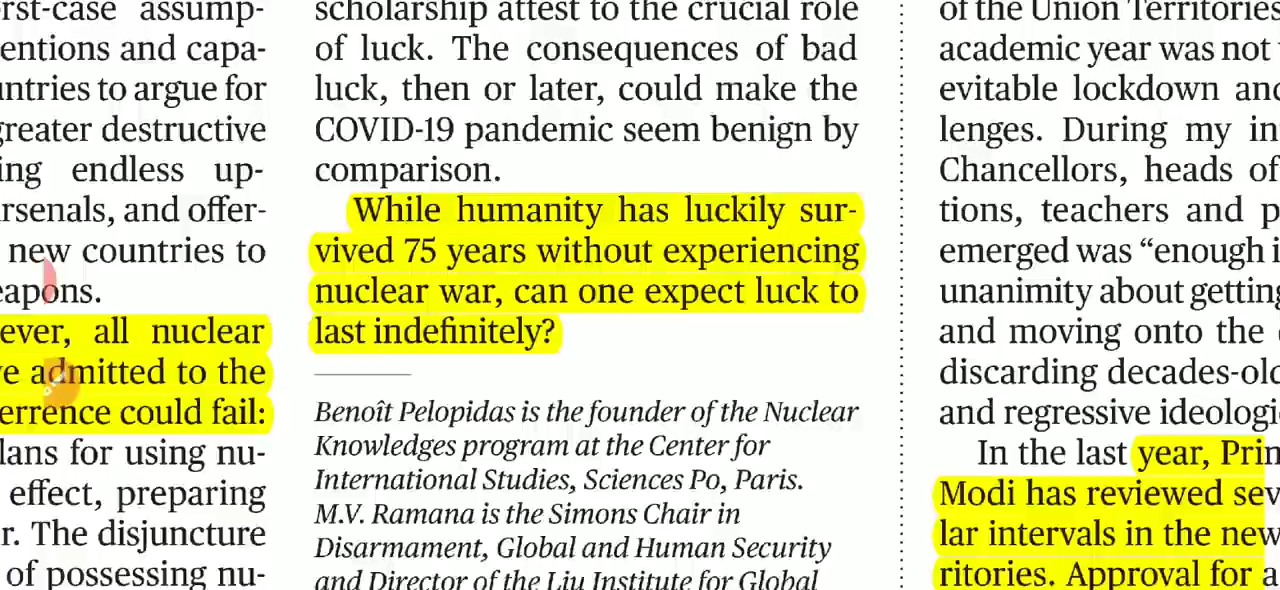 rst-case assump-
entions and capa-
untries to argue for
greater destructive
ing endless up-
rsenals, and offer-
new countries to
eapons.
ever, all nuclear
ve admitted to the
errence could fail:
lans for using nu-
effect, preparing
r. The disjuncture
of possessing nu-
scholarship attest to the crucial role
of luck. The consequences of bad
luck, then or later, could make the
COVID-19 pandemic seem benign by
comparison.
While humanity has luckily sur-
vived 75 years without experiencing
nuclear war, can one expect luck to
last indefinitely?
Benoît Pelopidas is the founder of the Nuclear
Knowledges program at the Center for
International Studies, Sciences Po, Paris.
M.V. Ramana is the Simons Chair in
Disarmament, Global and Human Security
and Director of the Liu Institute for Global
of the Union Territories
academic year was not
evitable lockdown and
lenges. During my in
Chancellors, heads of
tions, teachers and p
emerged was “enough i
unanimity about getting
and moving onto the
discarding decades-old
and regressive ideologi
In the last year, Prin
Modi has reviewed sev
lar intervals in the new
ritories. Approval for a